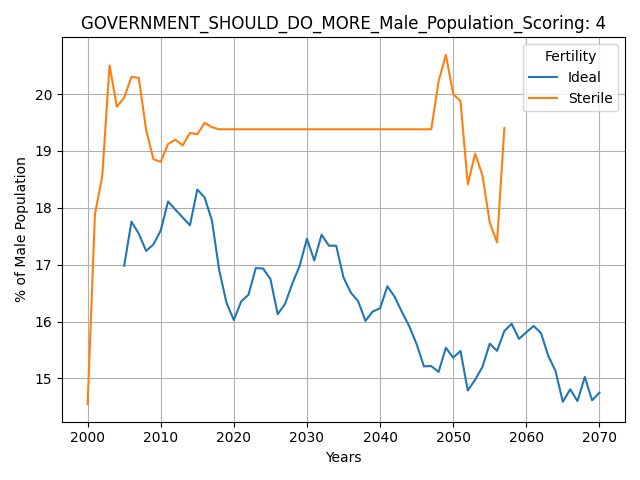 GOVERNMENT_SHOULD_DO_MORE_Male_Population_Scoring: 4
Fertility
Ideal
Sterile
% of Male Population
20
19
18
17
16
15
2000 2010 2020 2030 2040 2050 2060 2070
Years